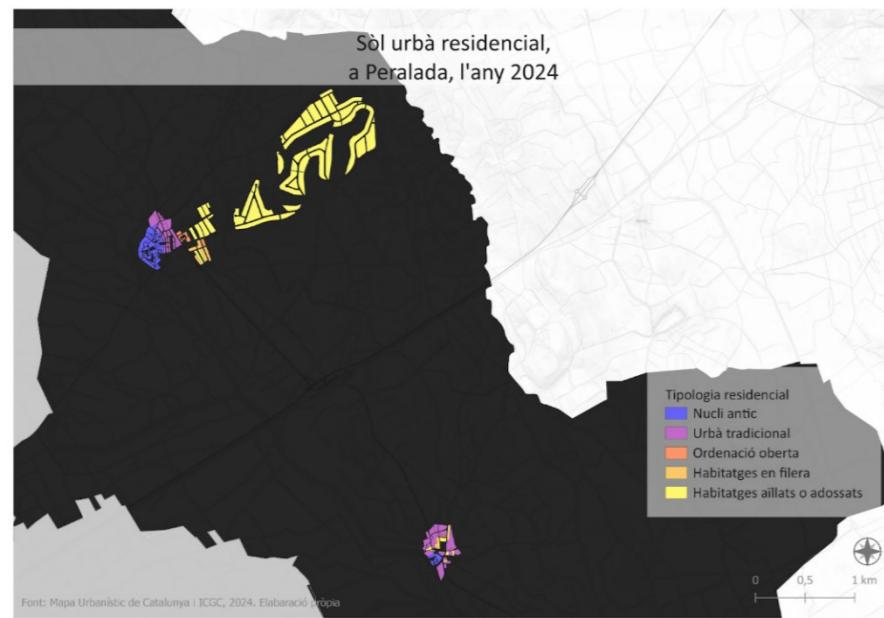 Sòl urbà residencial,
a Peralada, l'any 2024
Tipologia residencial
Nucli antic
Urbà tradicional
Ordenació oberta
Habitatges en filera
Habitatges aïllats o adossats
0 0,5 1 km
Font: Mapa Urbanístic de Catalunya i ICGC, 2024. Elabaració pròpia